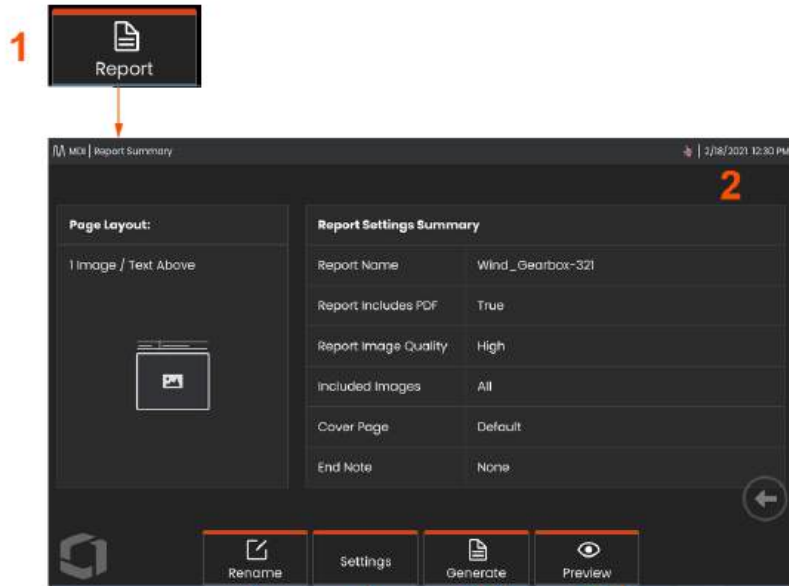 1
Report
MDI | Report Summary
2/18/2021 12:30 PM
2
Page Layout:
1 Image / Text Above
Report Settings Summary
Report Name Wind_Gearbox-321
Report Includes PDF True
Report Image Quality High
Included Images All
Cover Page Default
End Note None
Rename
Settings
Generate
Preview